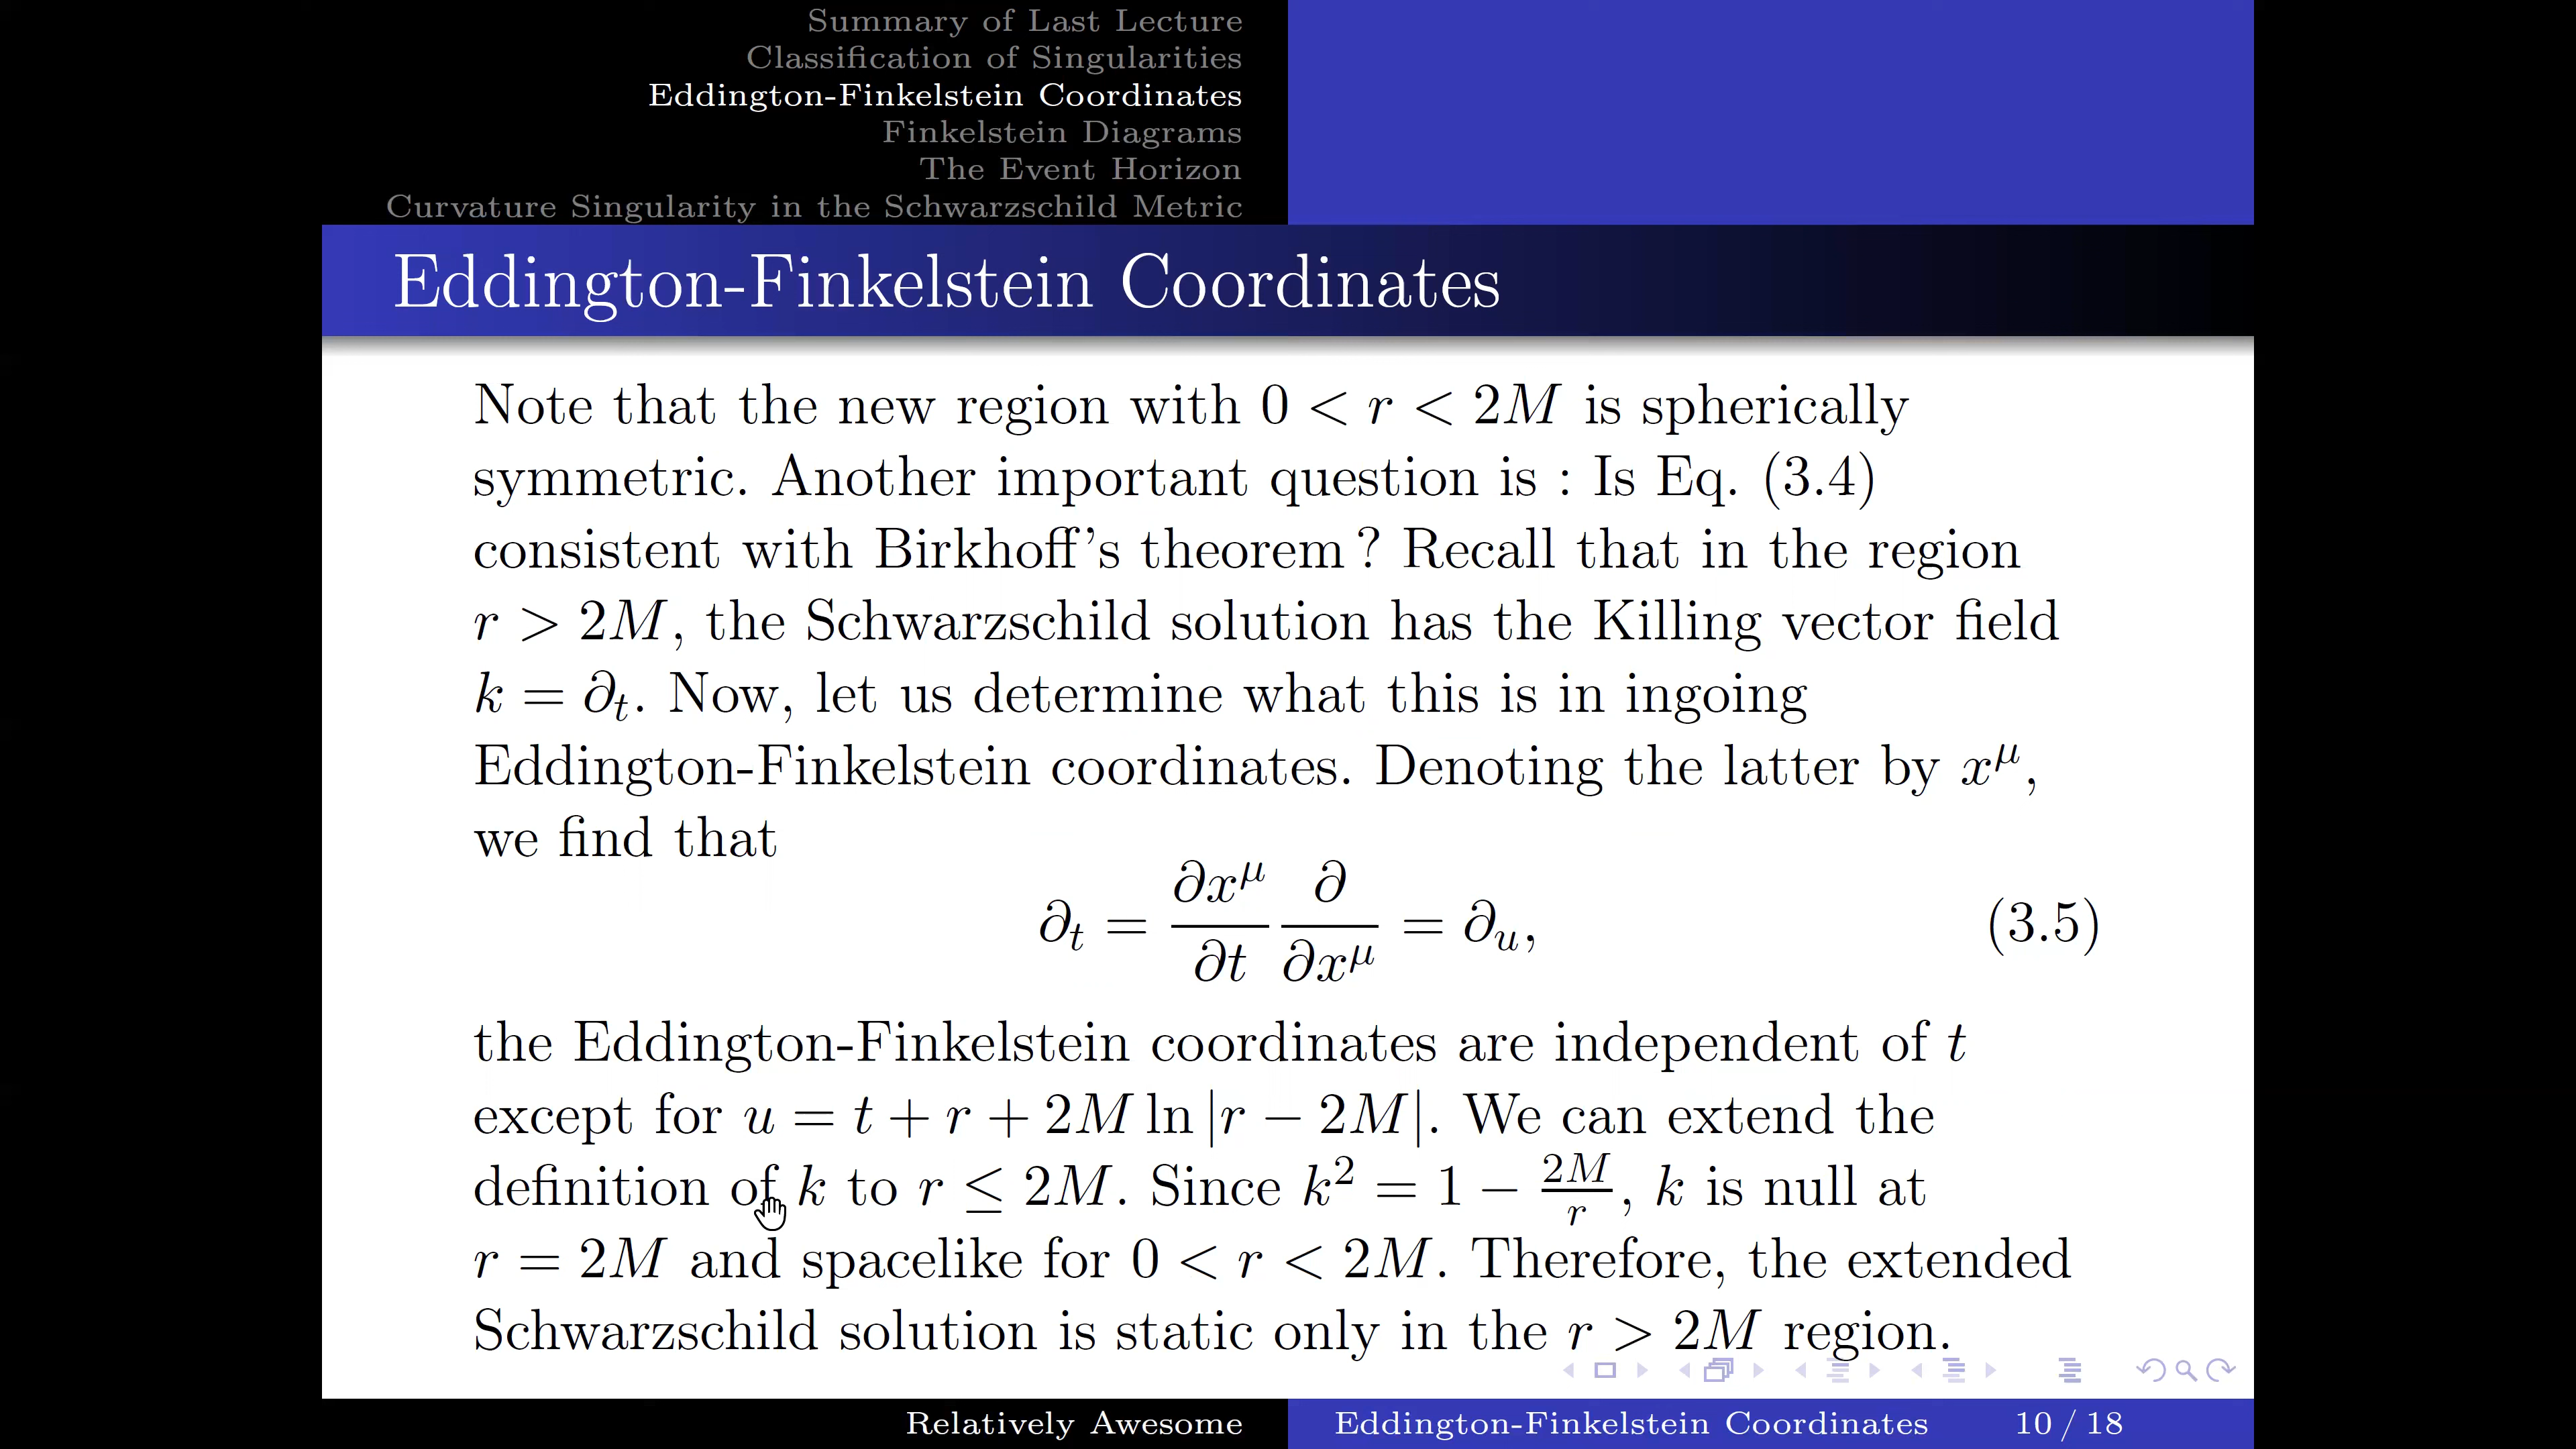 Summary of Last Lecture
Classification of Singularities
Eddington-Finkelstein Coordinates
Finkelstein Diagrams
The Event Horizon
Curvature Singularity in the Schwarzschild Metric
Eddington-Finkelstein Coordinates
Note that the new region with 0 < r < 2M is spherically
symmetric. Another important question is : Is Eq. (3.4)
consistent with Birkhoff's theorem ? Recall that in the region
r > 2M, the Schwarzschild solution has the Killing vector field
k = ∂_t. Now, let us determine what this is in ingoing
Eddington-Finkelstein coordinates. Denoting the latter by x^μ,
we find that
∂_t = ∂x^μ/∂t ∂/∂x^μ = ∂_u, (3.5)
the Eddington-Finkelstein coordinates are independent of t
except for u = t + r + 2M ln |r − 2M|. We can extend the
definition of k to r ≤ 2M. Since k² = 1 − 2M/r, k is null at
r = 2M and spacelike for 0 < r < 2M. Therefore, the extended
Schwarzschild solution is static only in the r > 2M region.
Relatively Awesome
Eddington-Finkelstein Coordinates
10 / 18